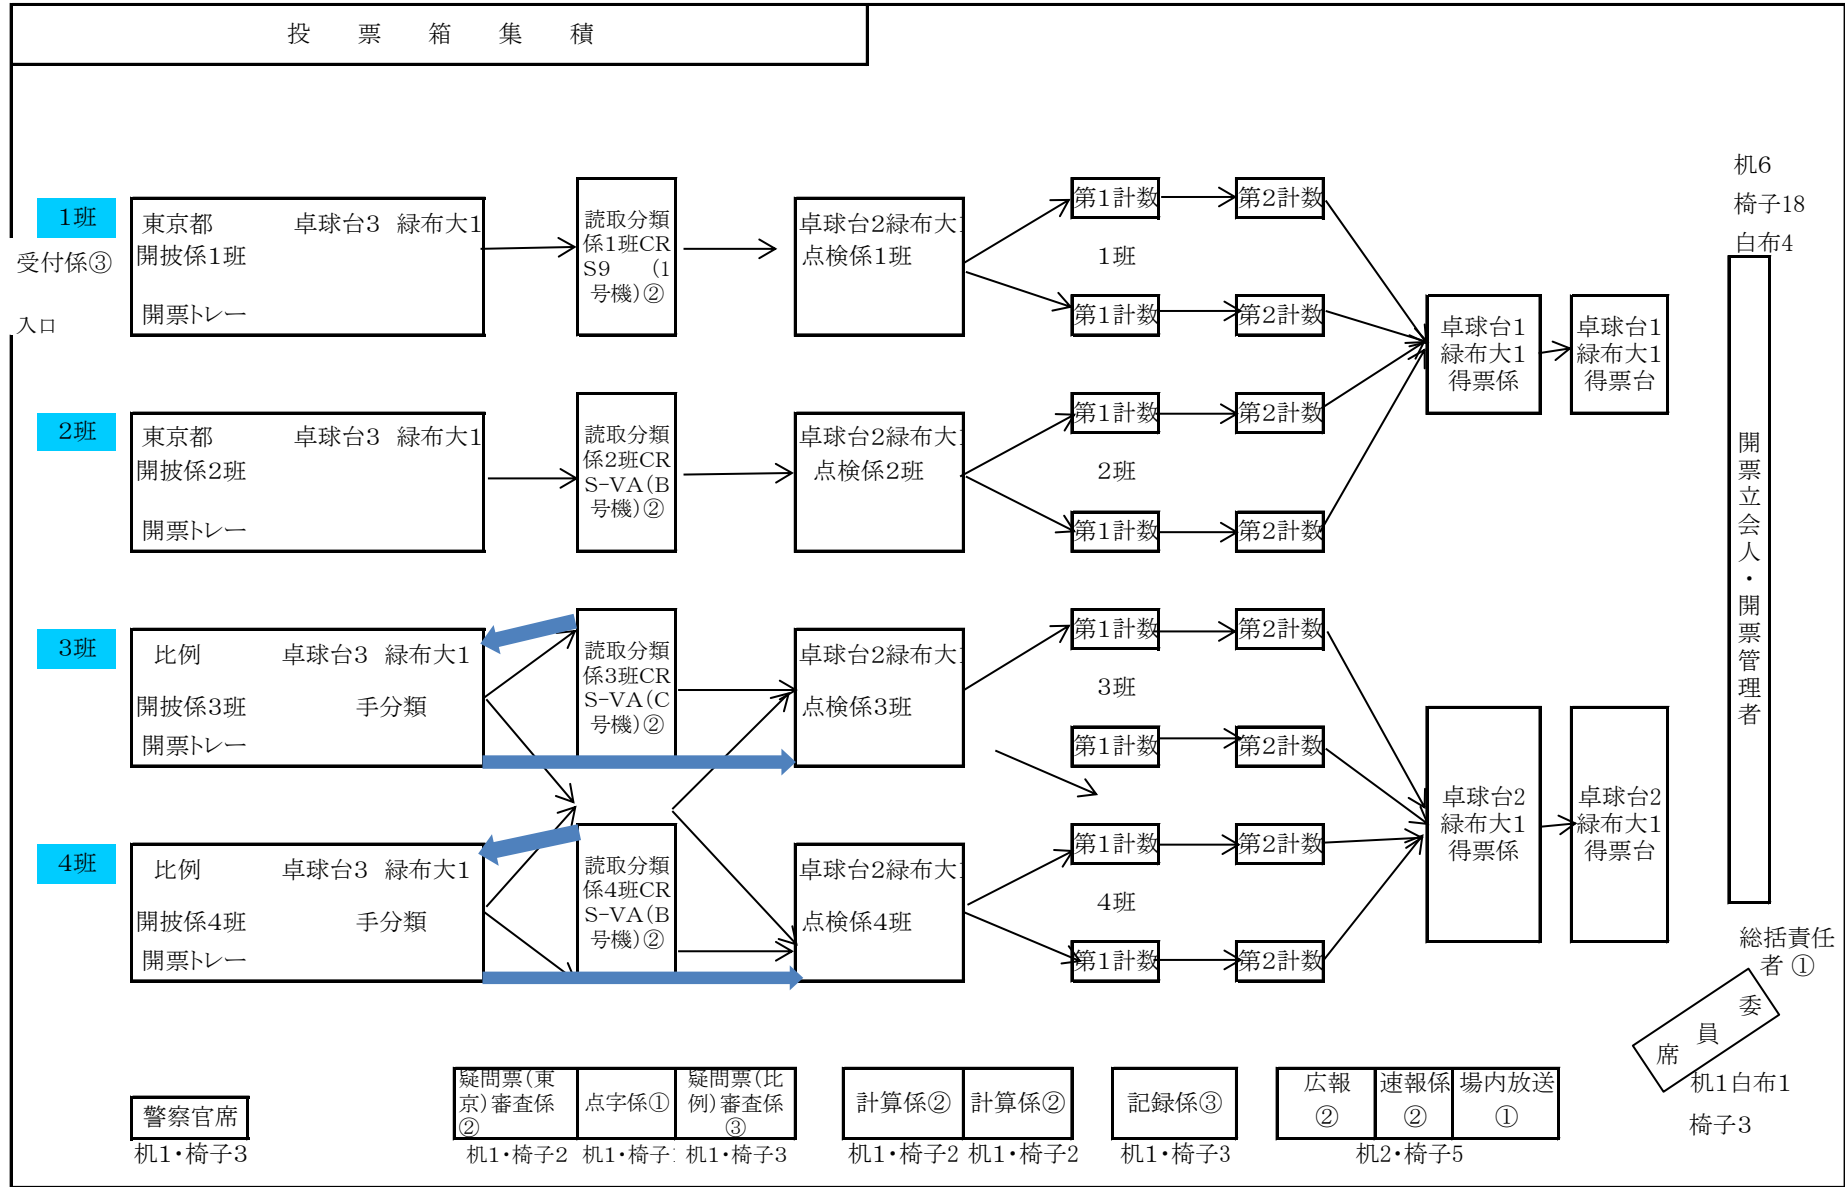 投票箱集積
机6
椅子18
白布4
1班
受付係③
入口
東京都 卓球台3 緑布大1
開披係1班
開票トレー
読取分類
係1班CR
S9 (1
号機)②
卓球台2緑布大1
点検係1班
第1計数
第2計数
1班
第1計数
第2計数
卓球台1
緑布大1
得票係
卓球台1
緑布大1
得票台
2班
東京都 卓球台3 緑布大1
開披係2班
開票トレー
読取分類
係2班CR
S-VA(B
号機)②
卓球台2緑布大1
点検係2班
第1計数
第2計数
2班
第1計数
第2計数
開票立会人・開票管理者
3班
比例 卓球台3 緑布大1
開披係3班 手分類
開票トレー
読取分類
係3班CR
S-VA(C
号機)②
卓球台2緑布大1
点検係3班
第1計数
第2計数
3班
第1計数
第2計数
卓球台2
緑布大1
得票係
卓球台2
緑布大1
得票台
4班
比例 卓球台3 緑布大1
開披係4班 手分類
開票トレー
読取分類
係4班CR
S-VA(B
号機)②
卓球台2緑布大1
点検係4班
第1計数
第2計数
4班
第1計数
第2計数
総括責任
者 ①
委員席
机1白布1
椅子3
警察官席
机1・椅子3
疑問票(東
京)審査係
②
机1・椅子2
点字係①
机1・椅子
疑問票(比
例)審査係
③
机1・椅子3
計算係②
机1・椅子2
計算係②
机1・椅子2
記録係③
机1・椅子3
広報
②
速報係
②
場内放送
①
机2・椅子5